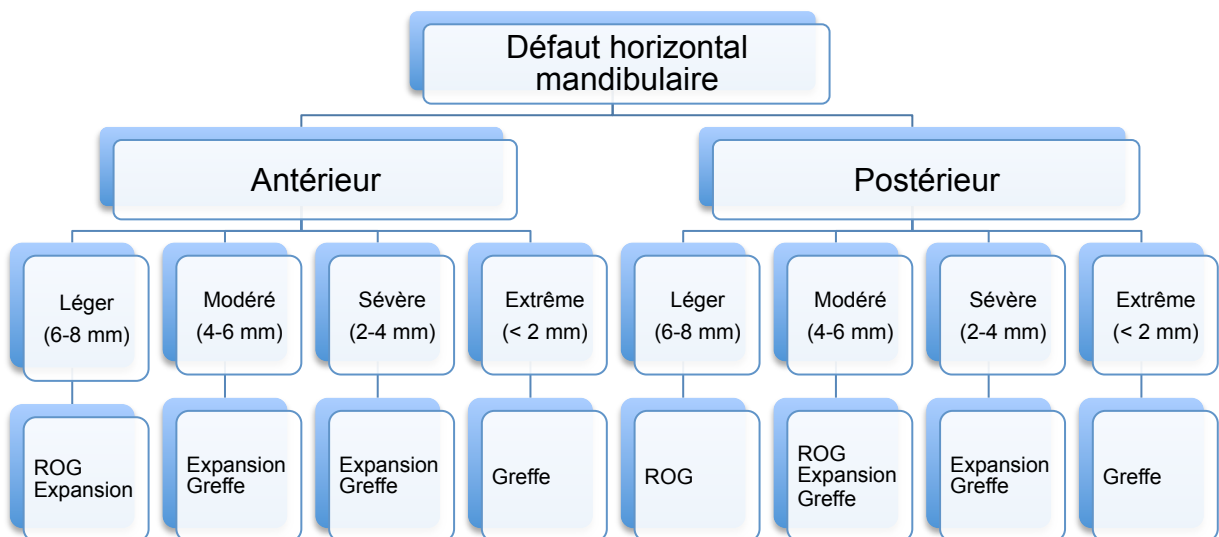 Défaut horizontal
mandibulaire
Antérieur
Postérieur
Léger
(6-8 mm)
Modéré
(4-6 mm)
Sévère
(2-4 mm)
Extrême
(< 2 mm)
Léger
(6-8 mm)
Modéré
(4-6 mm)
Sévère
(2-4 mm)
Extrême
(< 2 mm)
ROG
Expansion
Expansion
Greffe
Expansion
Greffe
Greffe
ROG
ROG
Expansion
Greffe
Expansion
Greffe
Greffe